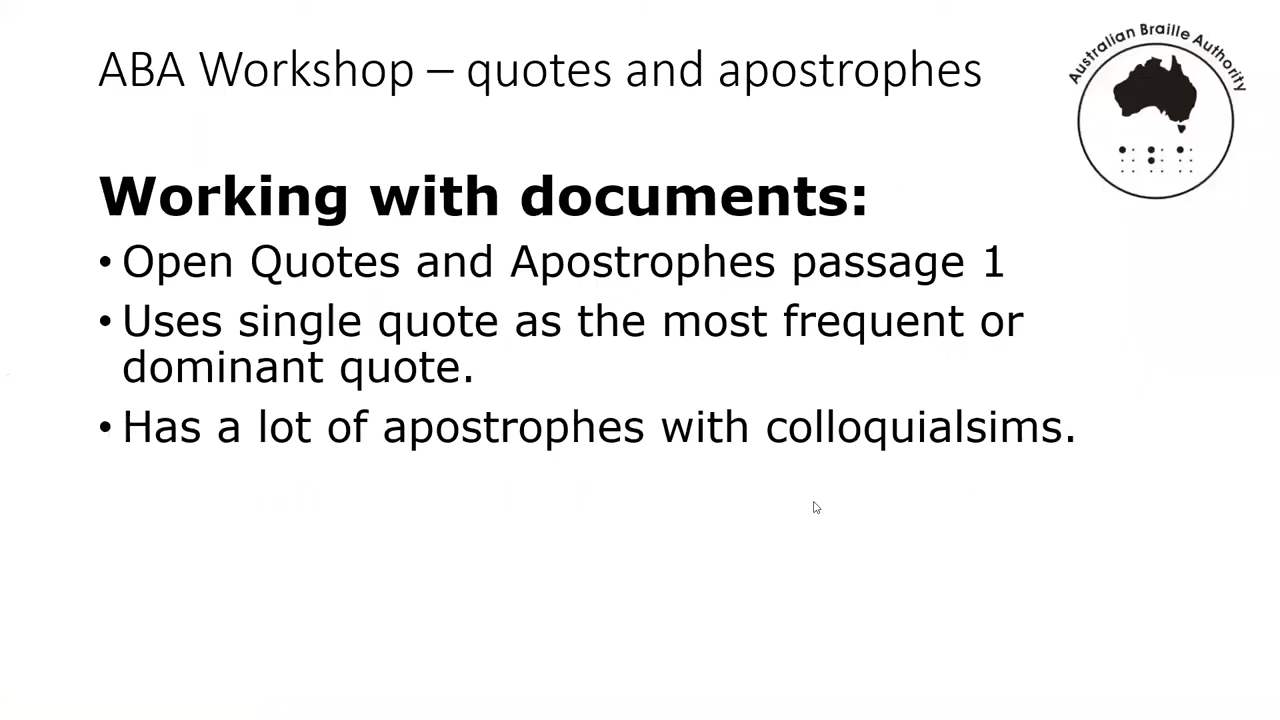 ABA Workshop – quotes and apostrophes
Australian Braille Authority
Working with documents:
• Open Quotes and Apostrophes passage 1
• Uses single quote as the most frequent or
dominant quote.
• Has a lot of apostrophes with colloquialsims.